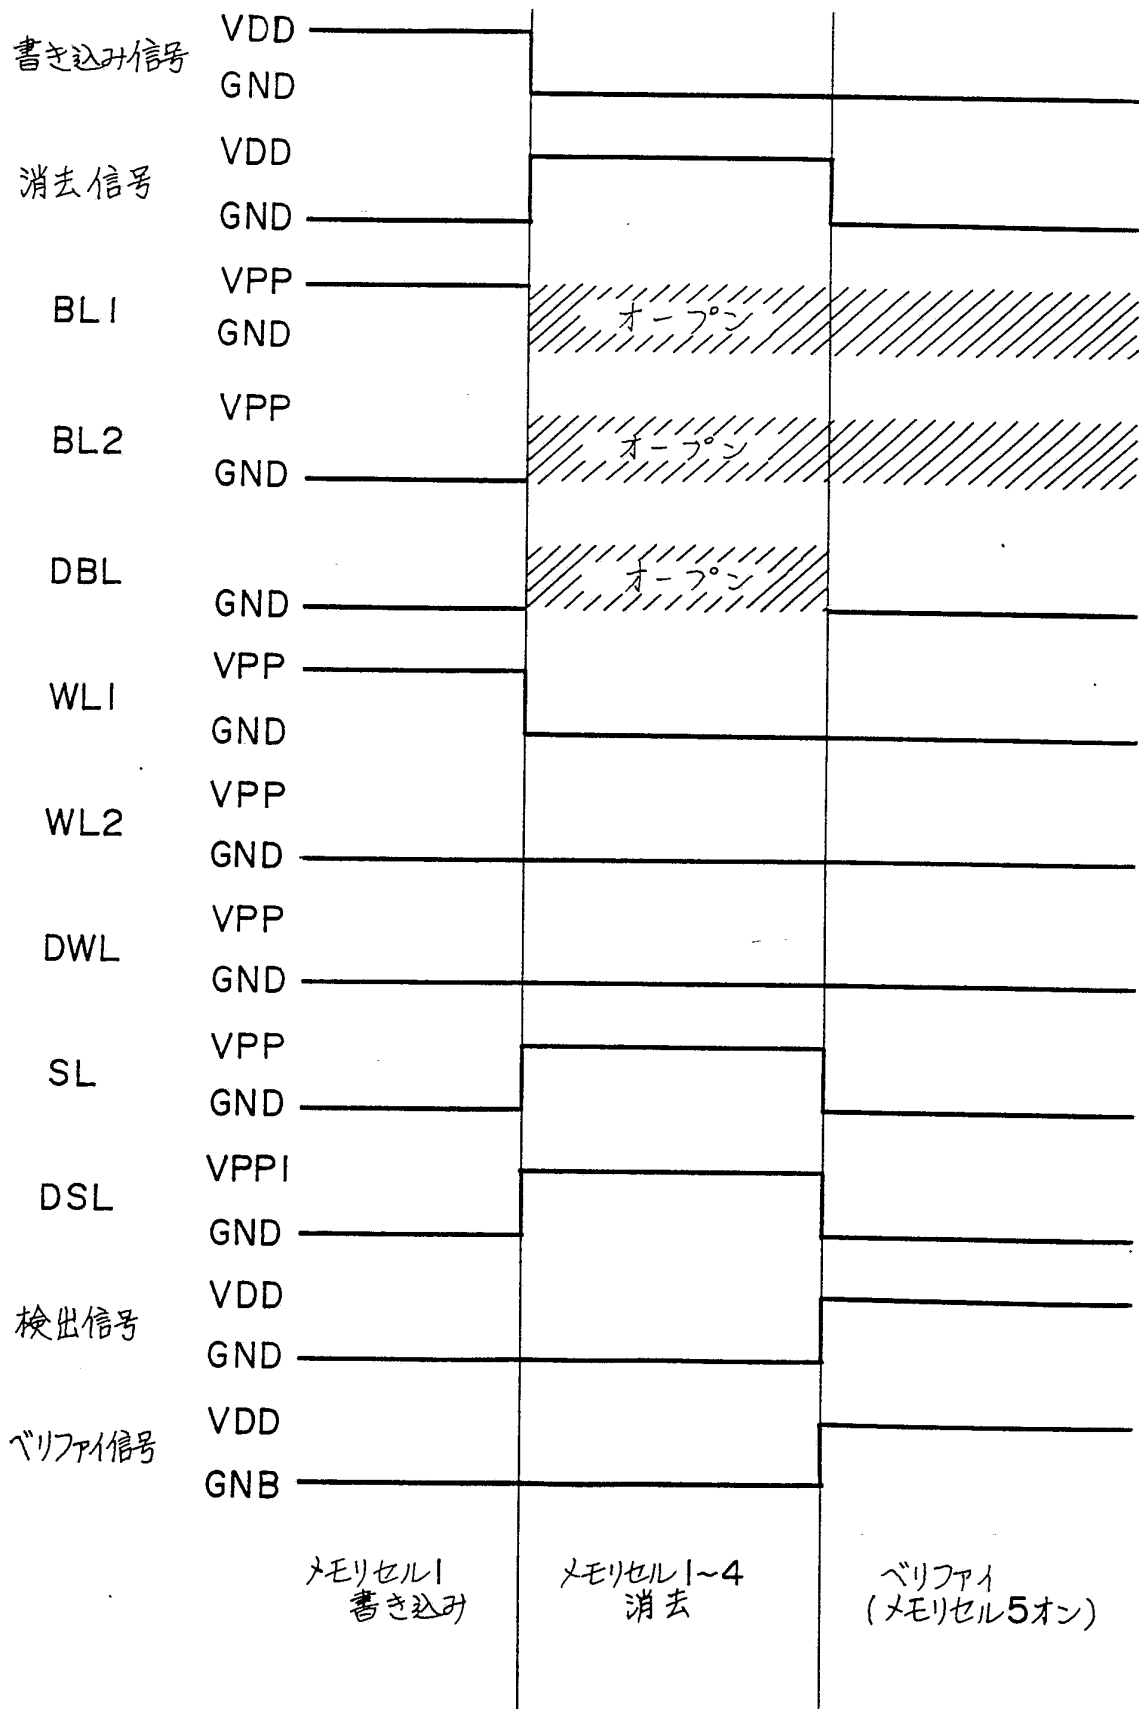 書き込み信号 VDD
GND
消去信号 VDD
GND
BL1 VPP
GND
オープン
BL2 VPP
GND
オープン
DBL
GND
オープン
WL1 VPP
GND
WL2 VPP
GND
DWL VPP
GND
SL VPP
GND
DSL VPP1
GND
検出信号 VDD
GND
ベリファイ信号 VDD
GNB
メモリセル1
書き込み
メモリセル1~4
消去
ベリファイ
(メモリセル5オン)